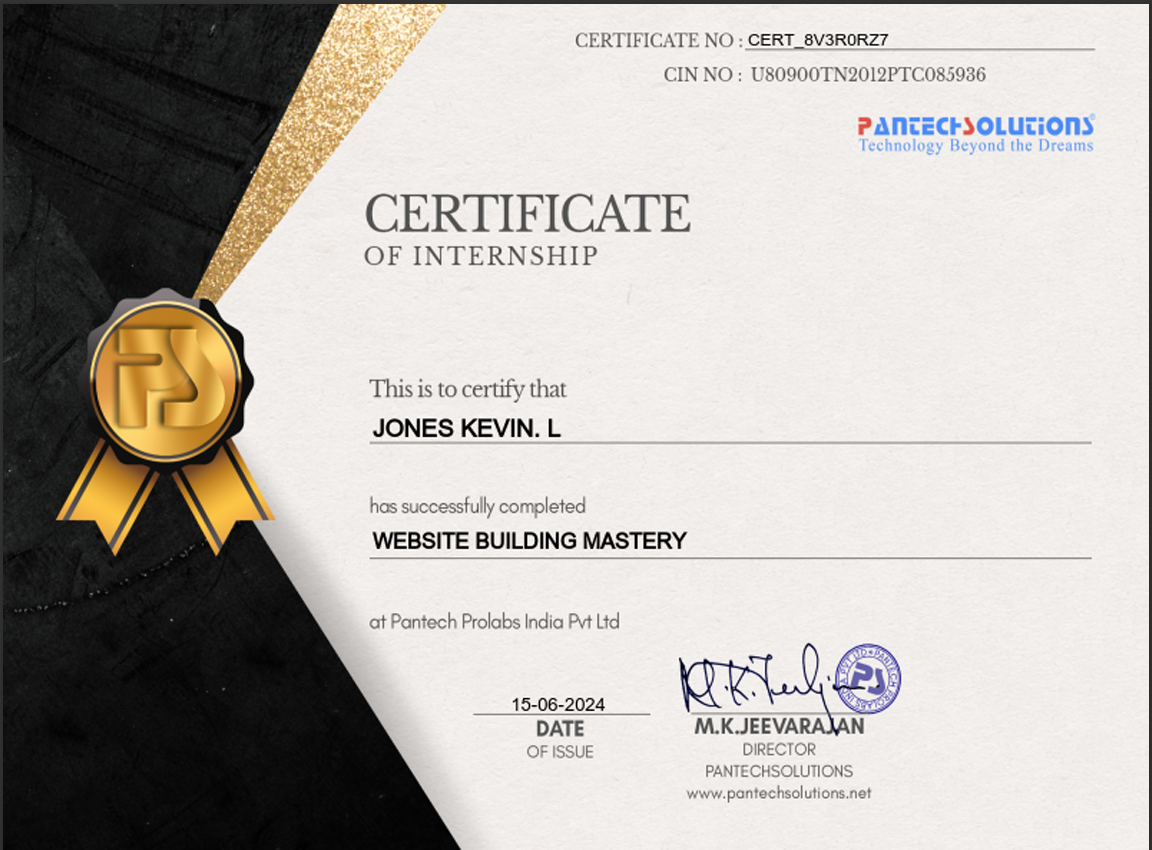 CERTIFICATE NO : CERT_8V3R0RZ7
CIN NO : U80900TN2012PTC085936
PANTECHSOLUTIONS
Technology Beyond the Dreams
CERTIFICATE
OF INTERNSHIP
PS
This is to certify that
JONES KEVIN. L
has successfully completed
WEBSITE BUILDING MASTERY
at Pantech Prolabs India Pvt Ltd
15-06-2024
DATE
OF ISSUE
PS
M.K.JEEVARAJAN
DIRECTOR
PANTECHSOLUTIONS
www.pantechsolutions.net